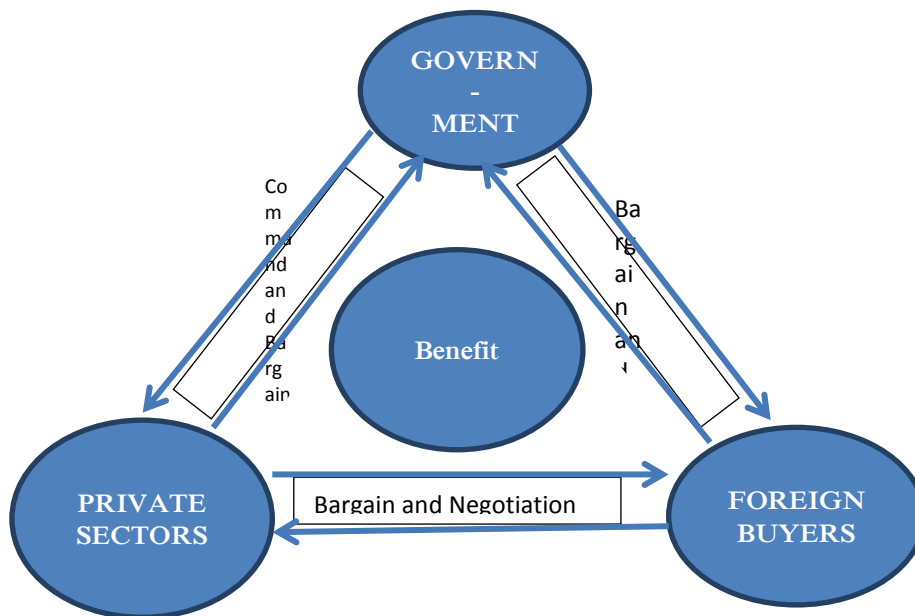 GOVERN
-
MENT
Co
m
ma
nd
an
d
Ba
rg
ain
Ba
rg
ai
n
an
Benefit
PRIVATE
SECTORS
Bargain and Negotiation
FOREIGN
BUYERS